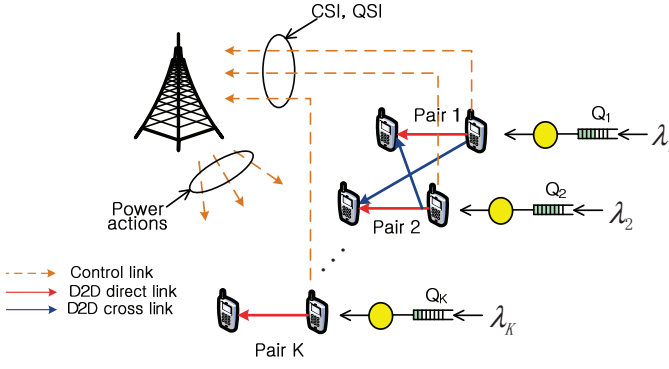 CSI, QSI
Pair 1
Q1
λ
Q2
λ2
Pair 2
Power
actions
Control link
D2D direct link
D2D cross link
QK
λK
Pair K